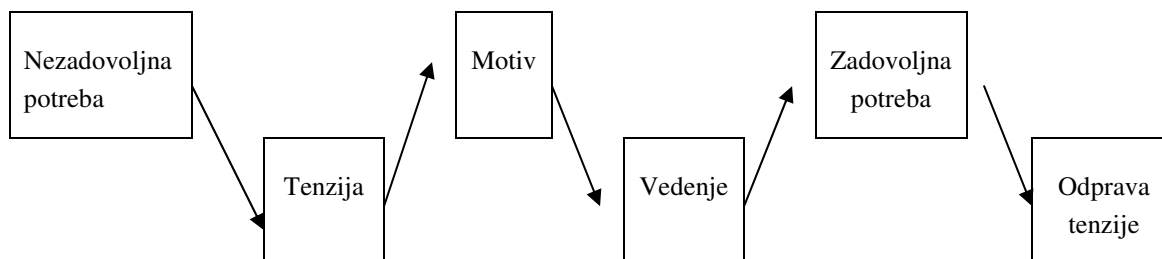 Nezadovoljna
potreba
Tenzija
Motiv
Vedenje
Zadovoljna
potreba
Odprava
tenzije